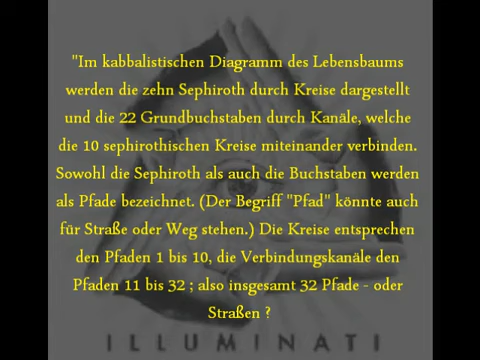 "Im kabbalistischen Diagramm des Lebensbaums
werden die zehn Sephiroth durch Kreise dargestellt
und die 22 Grundbuchstaben durch Kanäle, welche
die 10 sephirothischen Kreise miteinander verbinden.
Sowohl die Sephiroth als auch die Buchstaben werden
als Pfade bezeichnet. (Der Begriff "Pfad" könnte auch
für Straße oder Weg stehen.) Die Kreise entsprechen
den Pfaden 1 bis 10, die Verbindungskanäle den
Pfaden 11 bis 32 ; also insgesamt 32 Pfade - oder
Straßen ?
ILLUMINATI